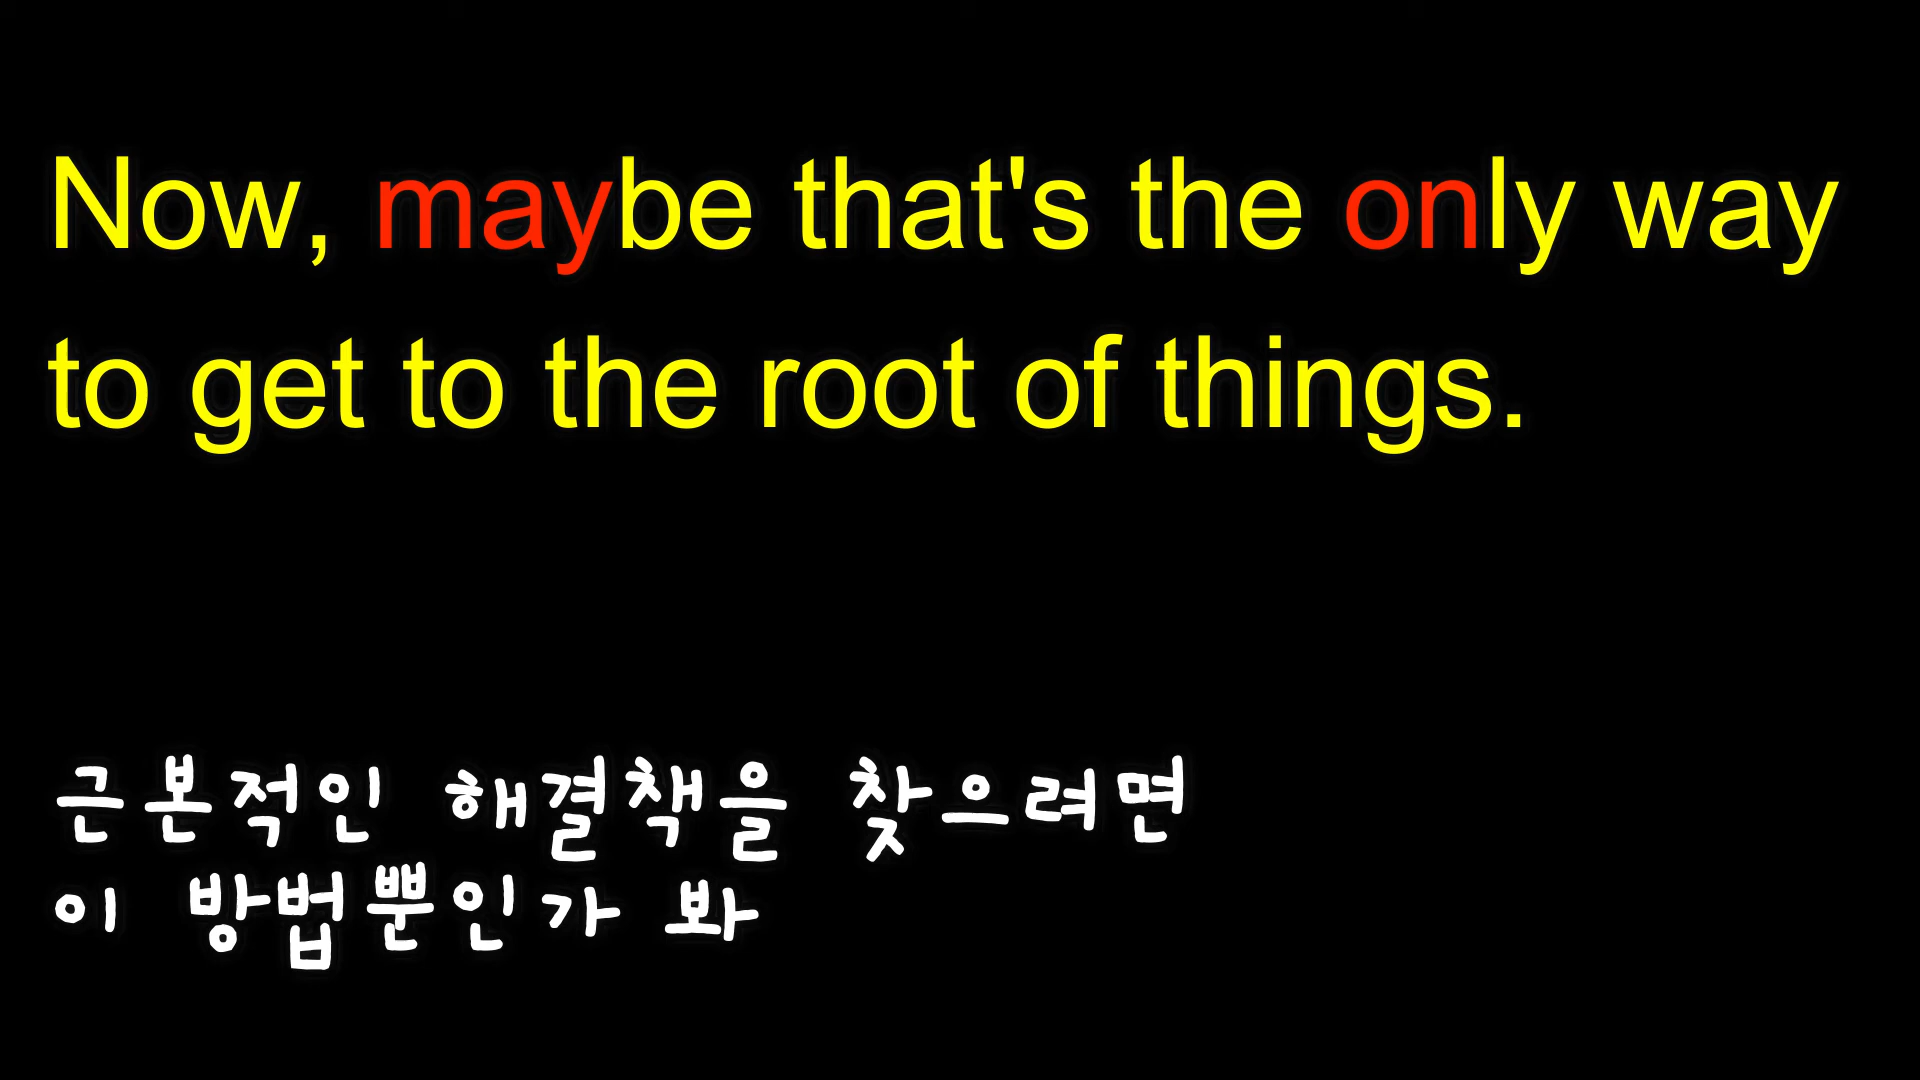 Now, maybe that's the only way
to get to the root of things.
근본적인 해결책을 찾으려면
이 방법뿐인가 봐